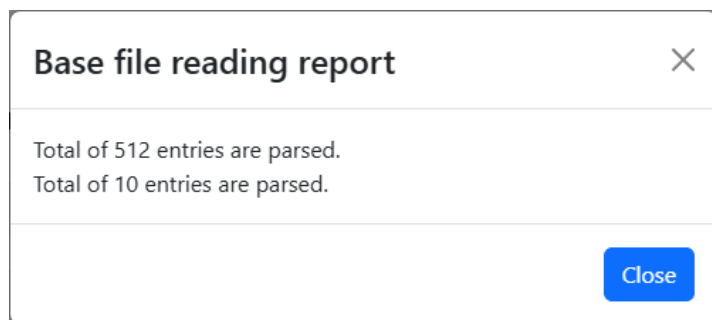 Base file reading report
Total of 512 entries are parsed.
Total of 10 entries are parsed.
Close